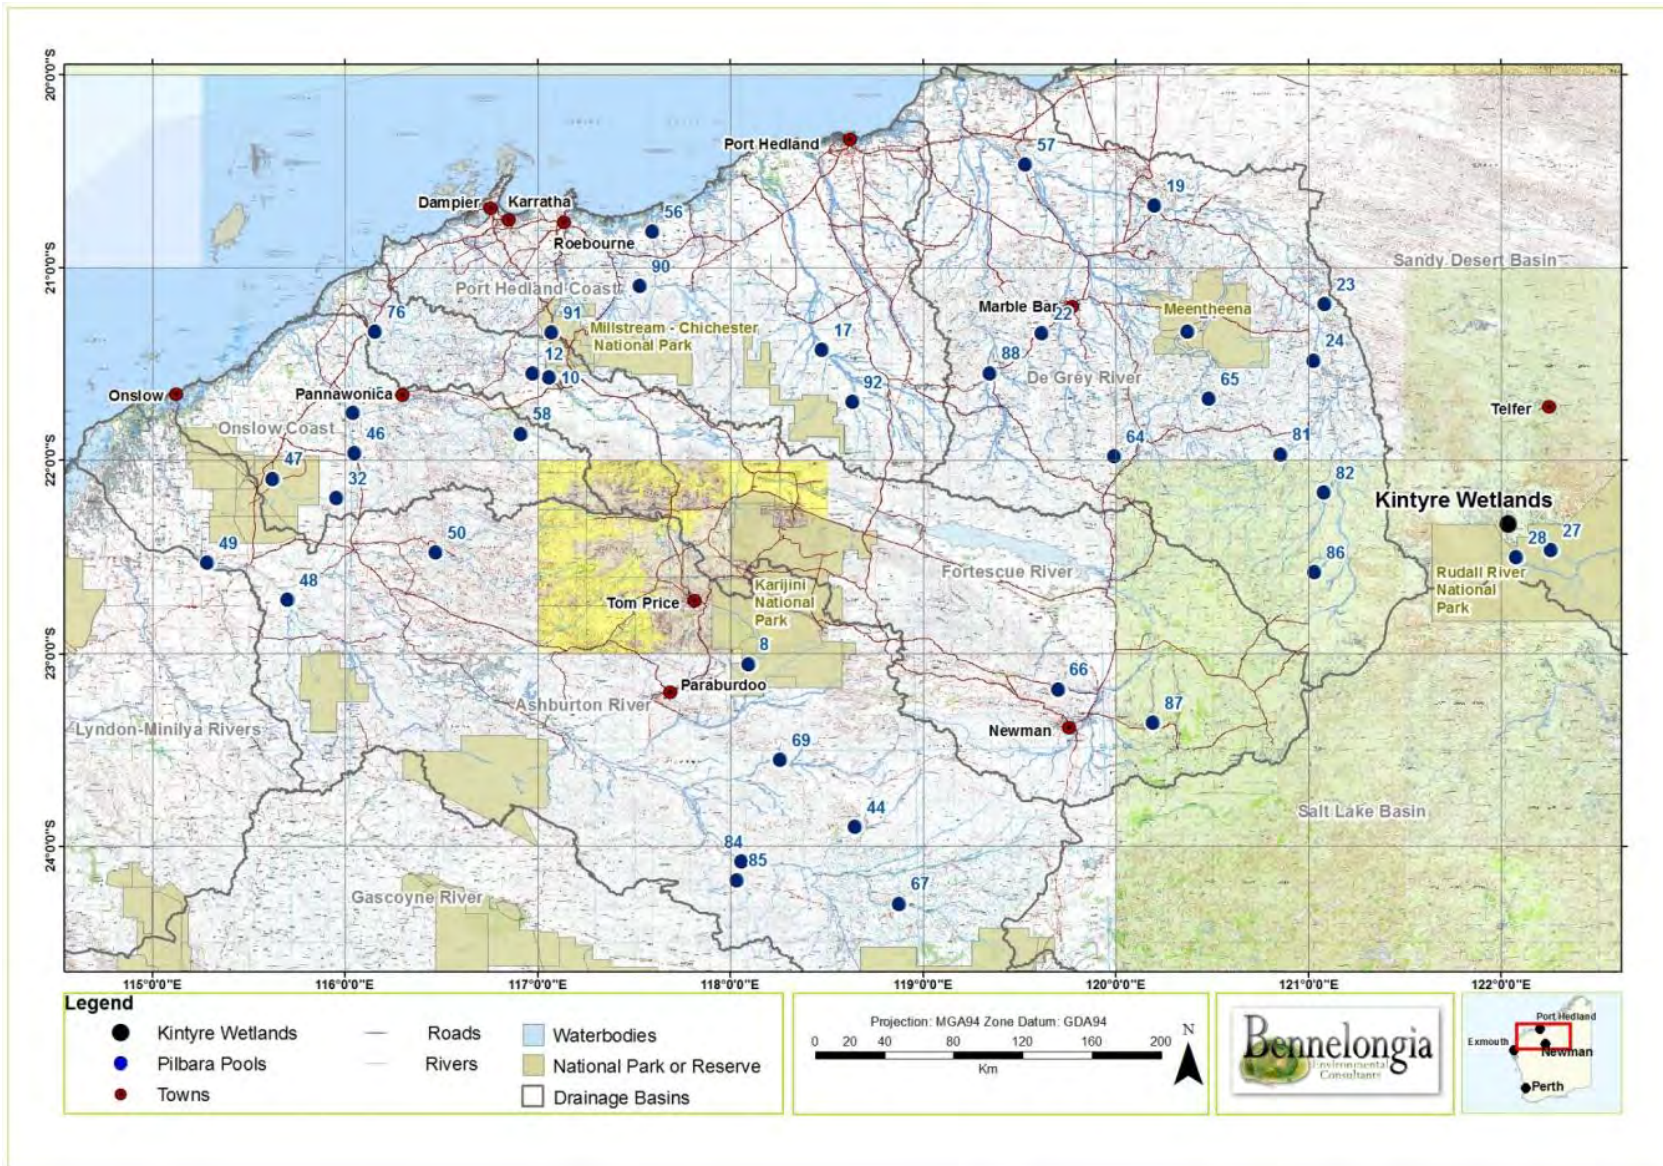 20°0'0"S
21°0'0"S
22°0'0"S
23°0'0"S
24°0'0"S
Port Hedland
57
19
Dampier
Karratha
56
Roebourne
90
Sandy Desert Basin
Port Hedland Coast
23
76
91
Millstream - Chichester
National Park
Marble Bar
22
Meentheena
17
24
12
10
88
De Grey River
65
92
Onslow
Pannawonica
Telfer
58
Onslow Coast
46
64
81
47
32
82
Kintyre Wetlands
49
50
28
27
86
Fortescue River
Rudall River
National
Park
48
Tom Price
Karijini
National
Park
8
66
Paraburdoo
Ashburton River
87
Lyndon-Minilya Rivers
Newman
69
44
Salt Lake Basin
84
85
67
Gascoyne River
115°0'0"E
116°0'0"E
117°0'0"E
118°0'0"E
119°0'0"E
120°0'0"E
121°0'0"E
122°0'0"E
Legend
Kintyre Wetlands
Pilbara Pools
Towns
Roads
Rivers
Waterbodies
National Park or Reserve
Drainage Basins
Projection: MGA94 Zone Datum: GDA94
0 20 40 80 120 160 200
Km
N
Bennelongia
Environmental
Consultants
Port Hedland
Exmouth
Newman
Perth